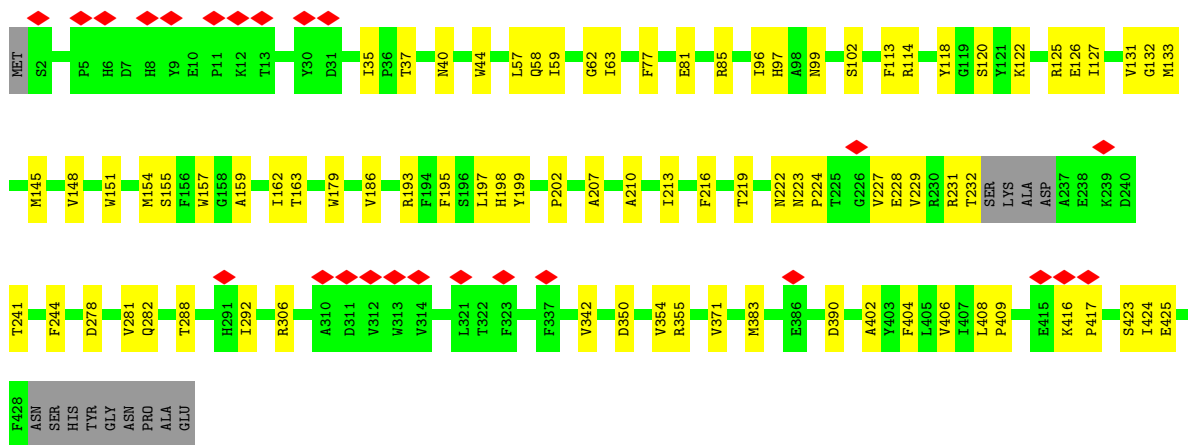 MET S2 P5 H6 D7 H8 Y9 E10 P11 K12 T13 Y30 D31 I35 P36 T37 N40 W44 L57 Q58 I59 G62 I63 F77 E81 R85 I96 H97 A98 N99 S102 F113 R114 Y118 G119 S120 Y121 K122 R125 E126 I127 V131 G132 M133
M145 V148 W151 M154 S155 F156 W157 G158 A159 I162 T163 W179 V186 R193 F194 F195 S196 L197 H198 Y199 P202 A207 A210 I213 F216 T219 N222 N223 P224 T225 G226 V227 E228 V229 R230 R231 T232 SER LYS ALA ASP A237 E238 K239 D240
T241 F244 D278 V281 Q282 T288 H291 I292 R306 A310 D311 V312 W313 V314 L321 T322 F323 F337 V342 D350 V354 R355 V371 M383 E386 D390 A402 Y403 F404 L405 V406 I407 L408 P409 E415 K416 P417 S423 I424 E425
F428 ASN SER HIS TYR GLY ASN PRO ALA GLU